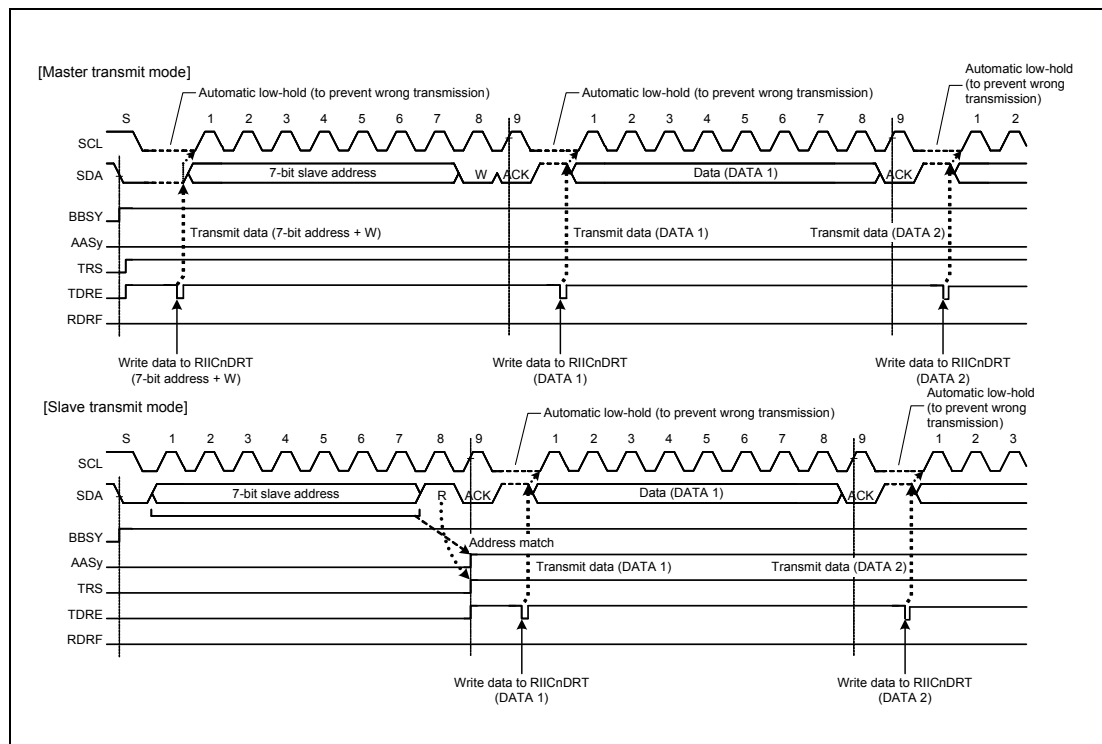 [Master transmit mode]
Automatic low-hold (to prevent wrong transmission)
Automatic low-hold (to prevent wrong transmission)
Automatic low-hold
(to prevent wrong
transmission)
S 1 2 3 4 5 6 7 8 9 1 2 3 4 5 6 7 8 9 1 2
SCL
SDA 7-bit slave address W ACK Data (DATA 1) ACK
BBSY
Transmit data (7-bit address + W) Transmit data (DATA 1) Transmit data (DATA 2)
AASy
TRS
TDRE
RDRF
Write data to RIICnDRT
(7-bit address + W)
Write data to RIICnDRT
(DATA 1)
Write data to RIICnDRT
(DATA 2)
[Slave transmit mode]
Automatic low-hold (to prevent wrong transmission)
Automatic low-hold
(to prevent wrong
transmission)
S 1 2 3 4 5 6 7 8 9 1 2 3 4 5 6 7 8 9 1 2 3
SCL
SDA 7-bit slave address R ACK Data (DATA 1) ACK
BBSY
Address match
AASy
Transmit data (DATA 1) Transmit data (DATA 2)
TRS
TDRE
RDRF
Write data to RIICnDRT
(DATA 1)
Write data to RIICnDRT
(DATA 2)